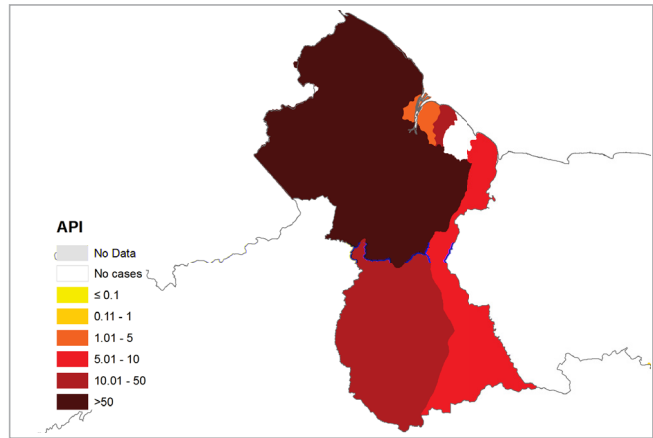 API
No Data
No cases
≤ 0.1
0.11 - 1
1.01 - 5
5.01 - 10
10.01 - 50
>50